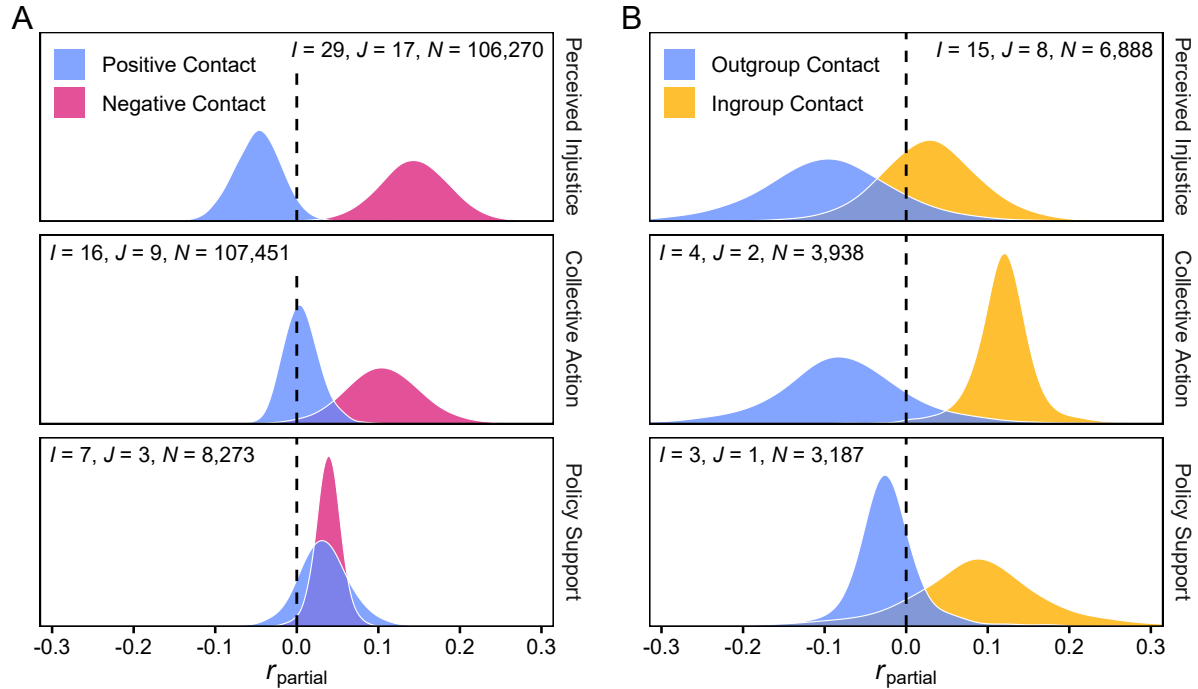 A
Positive Contact
Negative Contact
I = 29, J = 17, N = 106,270
Perceived Injustice
I = 16, J = 9, N = 107,451
Collective Action
I = 7, J = 3, N = 8,273
Policy Support
-0.3 -0.2 -0.1 0.0 0.1 0.2 0.3
r partial
B
Outgroup Contact
Ingroup Contact
I = 15, J = 8, N = 6,888
Perceived Injustice
I = 4, J = 2, N = 3,938
Collective Action
I = 3, J = 1, N = 3,187
Policy Support
-0.3 -0.2 -0.1 0.0 0.1 0.2 0.3
r partial